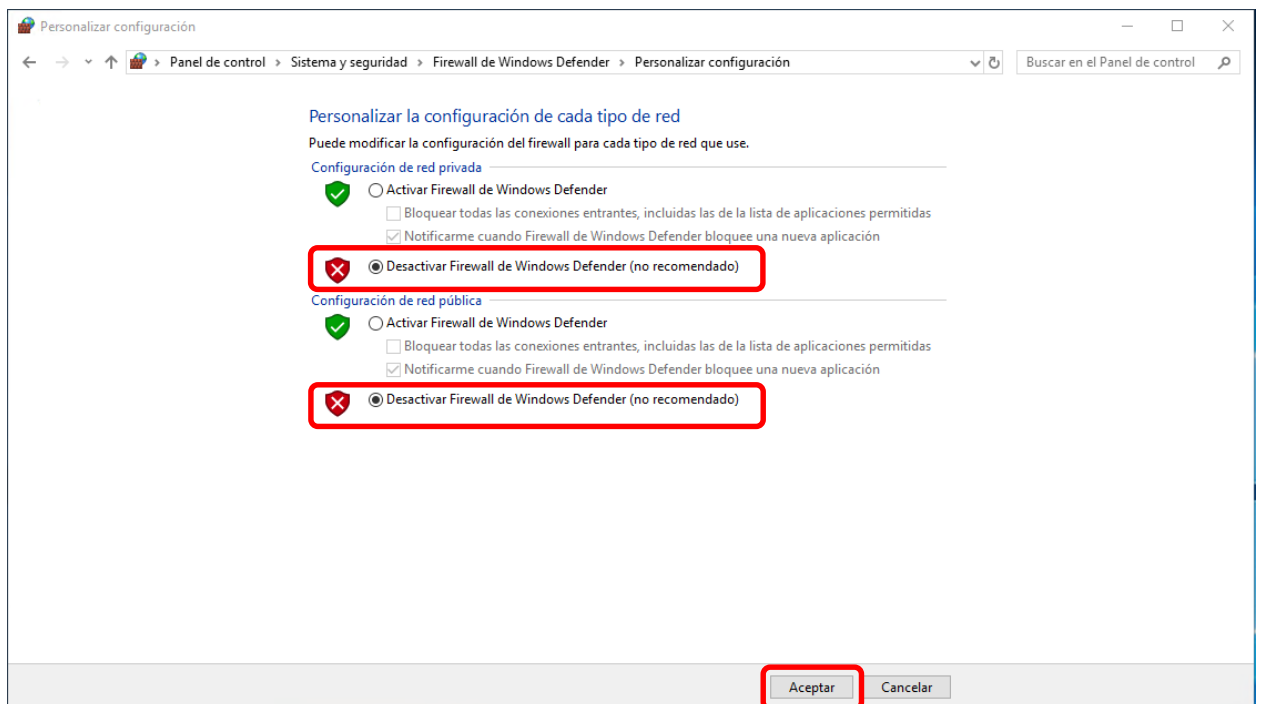 Personalizar configuración
Panel de control > Sistema y seguridad > Firewall de Windows Defender > Personalizar configuración
Buscar en el Panel de control
Personalizar la configuración de cada tipo de red
Puede modificar la configuración del firewall para cada tipo de red que use.
Configuración de red privada
Activar Firewall de Windows Defender
Bloquear todas las conexiones entrantes, incluidas las de la lista de aplicaciones permitidas
Notificarme cuando Firewall de Windows Defender bloquee una nueva aplicación
Desactivar Firewall de Windows Defender (no recomendado)
Configuración de red pública
Activar Firewall de Windows Defender
Bloquear todas las conexiones entrantes, incluidas las de la lista de aplicaciones permitidas
Notificarme cuando Firewall de Windows Defender bloquee una nueva aplicación
Desactivar Firewall de Windows Defender (no recomendado)
Aceptar Cancelar